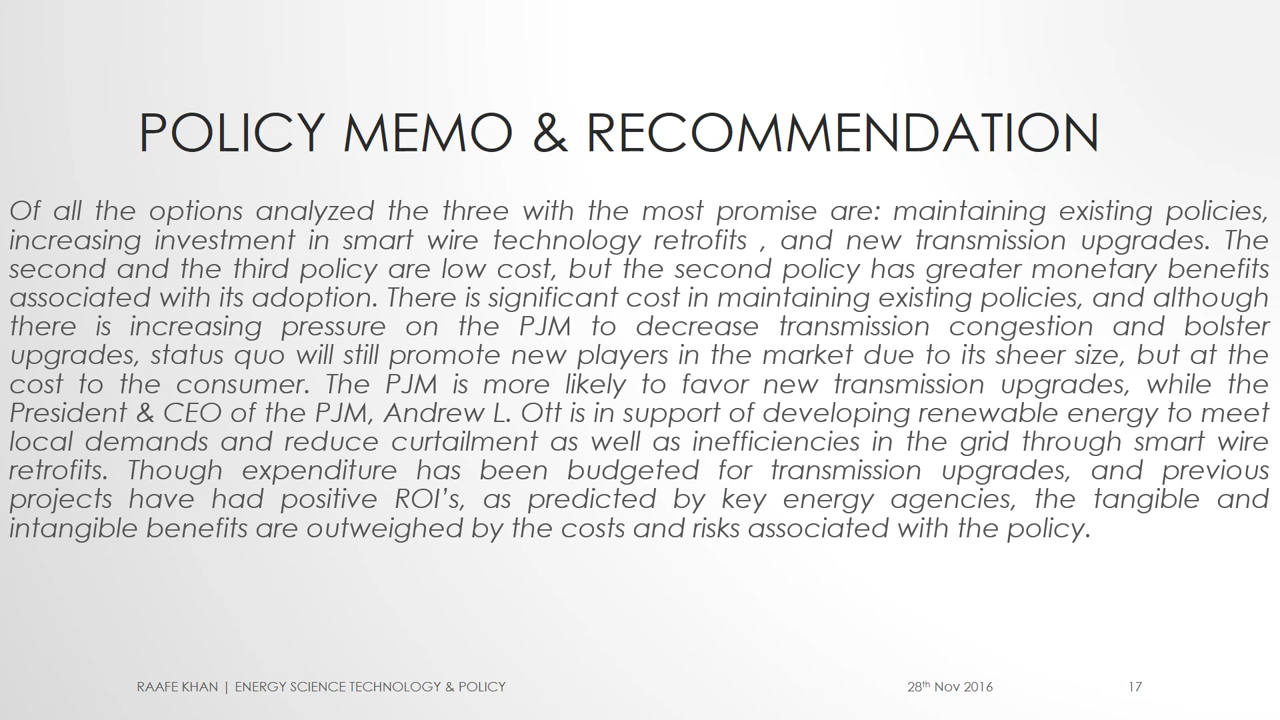 POLICY MEMO & RECOMMENDATION
Of all the options analyzed the three with the most promise are: maintaining existing policies,
increasing investment in smart wire technology retrofits , and new transmission upgrades. The
second and the third policy are low cost, but the second policy has greater monetary benefits
associated with its adoption. There is significant cost in maintaining existing policies, and although
there is increasing pressure on the PJM to decrease transmission congestion and bolster
upgrades, status quo will still promote new players in the market due to its sheer size, but at the
cost to the consumer. The PJM is more likely to favor new transmission upgrades, while the
President & CEO of the PJM, Andrew L. Ott is in support of developing renewable energy to meet
local demands and reduce curtailment as well as inefficiencies in the grid through smart wire
retrofits. Though expenditure has been budgeted for transmission upgrades, and previous
projects have had positive ROI's, as predicted by key energy agencies, the tangible and
intangible benefits are outweighed by the costs and risks associated with the policy.
RAAFE KHAN | ENERGY SCIENCE TECHNOLOGY & POLICY 28th Nov 2016 17